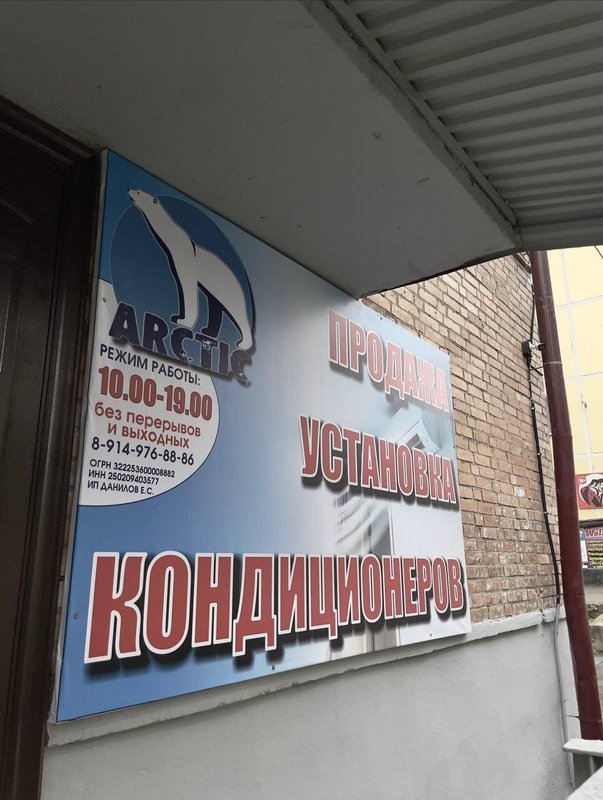 ARCTIC
РЕЖИМ РАБОТЫ:
10.00-19.00
без перерывов
и выходных
8-914-976-88-86
ОГРН 322253600008882
ИНН 250209403577
ИП ДАНИЛОВ Е.С.
ПРОДАЖА
УСТАНОВКА
КОНДИЦИОНЕРОВ